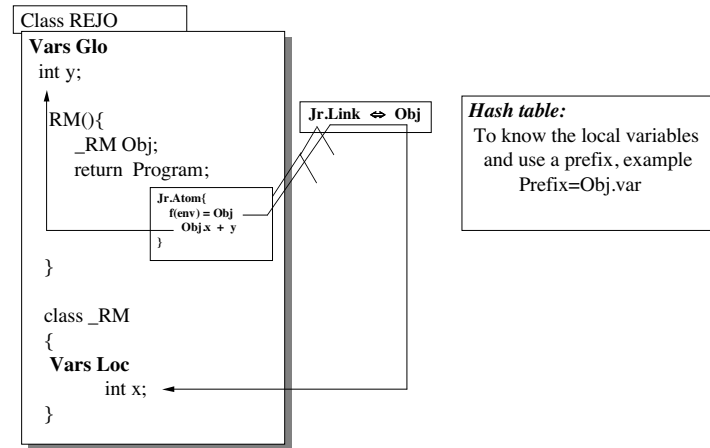 Class REJO
Vars Glo
int y;
RM(){
_RM Obj;
return Program;
Jr.Atom{
f(env) = Obj
Obj.x + y
}
}
class _RM
{
Vars Loc
int x;
}
Jr.Link ⇔ Obj
Hash table:
To know the local variables
and use a prefix, example
Prefix=Obj.var